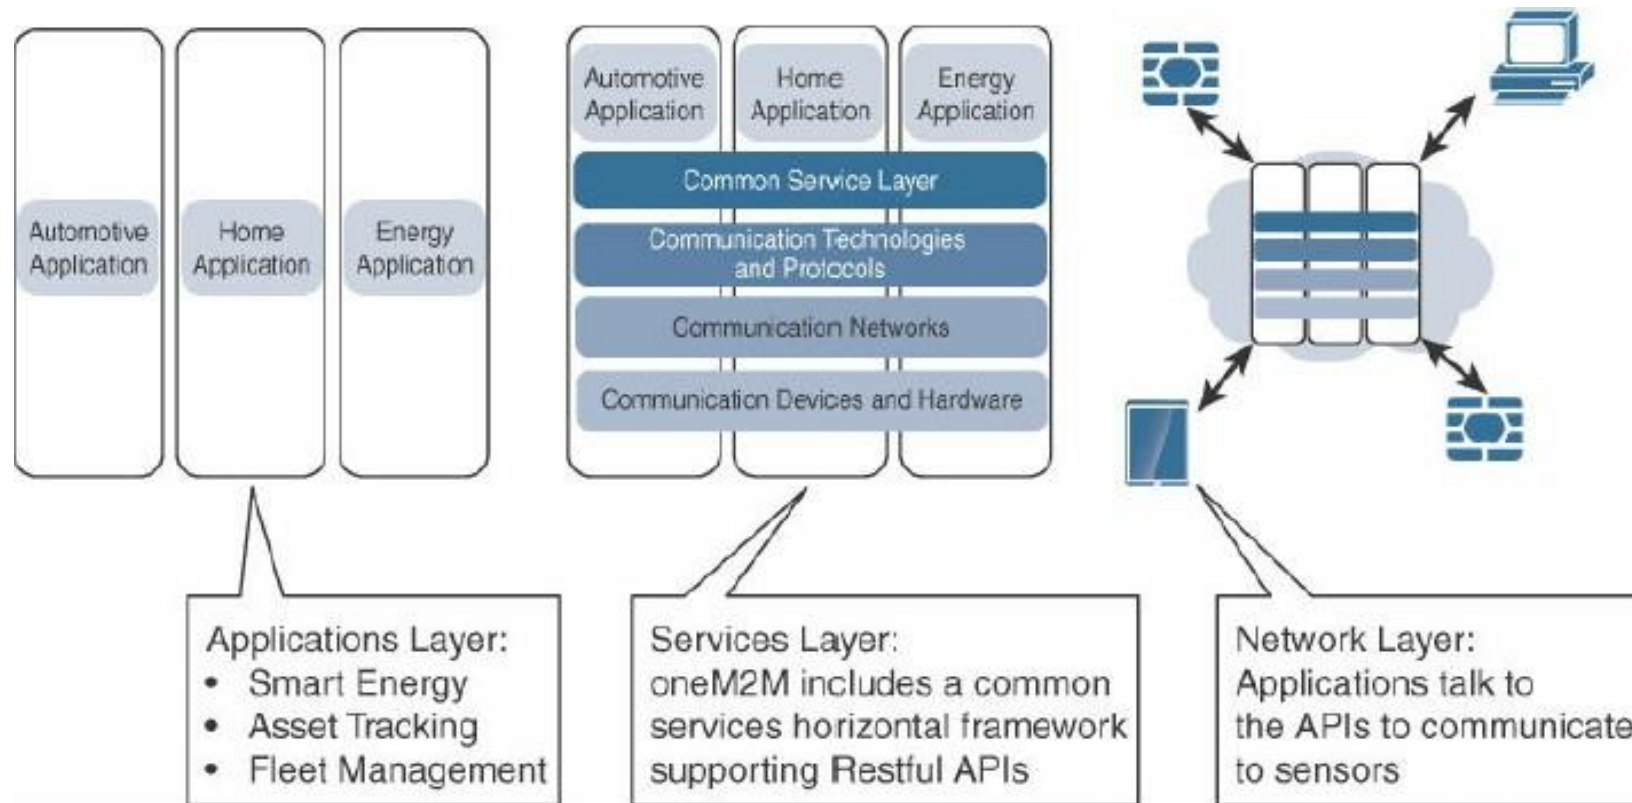 Automotive
Application
Home
Application
Energy
Application
Automotive
Application
Home
Application
Energy
Application
Common Service Layer
Communication Technologies
and Protocols
Communication Networks
Communication Devices and Hardware
Applications Layer:
• Smart Energy
• Asset Tracking
• Fleet Management
Services Layer:
oneM2M includes a common
services horizontal framework
supporting Restful APIs
Network Layer:
Applications talk to
the APIs to communicate
to sensors